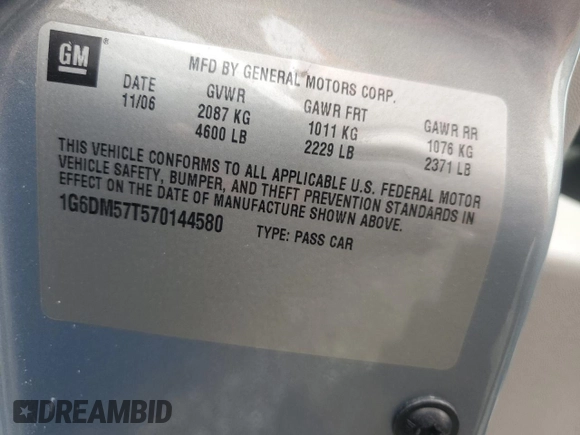 GM
MFD BY GENERAL MOTORS CORP.
DATE GVWR GAWR FRT GAWR RR
11/06 2087 KG 1011 KG 1076 KG
4600 LB 2229 LB 2371 LB
THIS VEHICLE CONFORMS TO ALL APPLICABLE U.S. FEDERAL MOTOR
VEHICLE SAFETY, BUMPER, AND THEFT PREVENTION STANDARDS IN
EFFECT ON THE DATE OF MANUFACTURE SHOWN ABOVE.
1G6DM57T570144580 TYPE: PASS CAR
DREAMBID